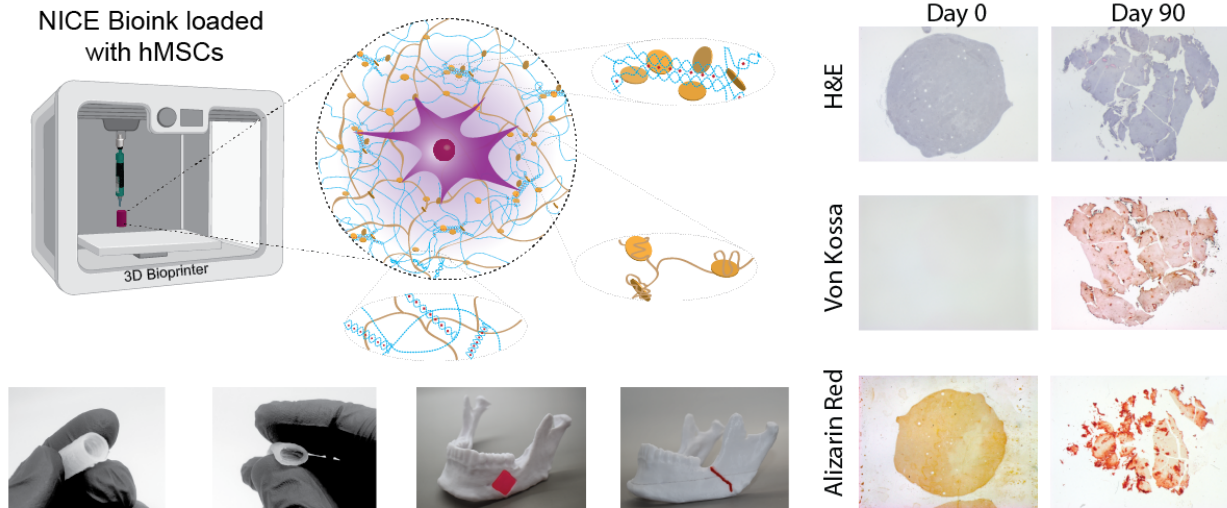 NICE Bioink loaded
with hMSCs
3D Bioprinter
Day 0
Day 90
H&E
Von Kossa
Alizarin Red